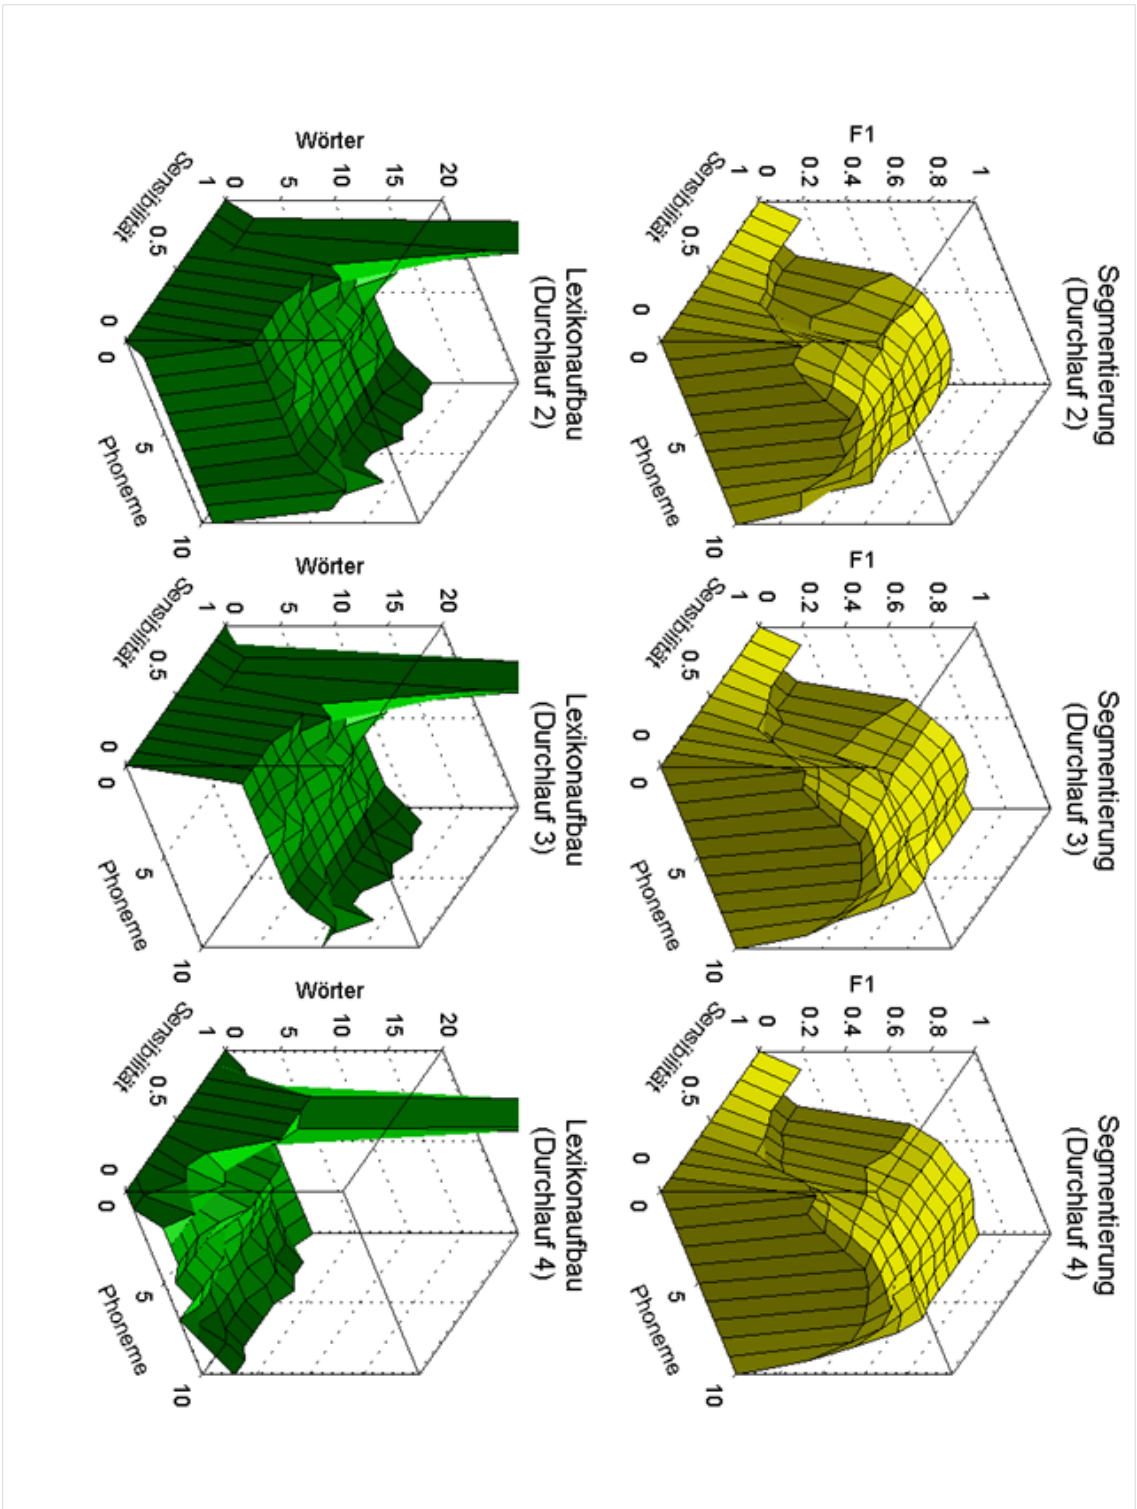 Segmentierung
(Durchlauf 2)
1
0.8
0.6
0.4
0.2
0
F1
1
0.5
0
Sensibilität
0
5
10
Phoneme
Segmentierung
(Durchlauf 3)
1
0.8
0.6
0.4
0.2
0
F1
1
0.5
0
Sensibilität
0
5
10
Phoneme
Segmentierung
(Durchlauf 4)
1
0.8
0.6
0.4
0.2
0
F1
1
0.5
0
Sensibilität
0
5
10
Phoneme
Lexikonaufbau
(Durchlauf 2)
20
15
10
5
0
Wörter
1
0.5
0
Sensibilität
0
5
10
Phoneme
Lexikonaufbau
(Durchlauf 3)
20
15
10
5
0
Wörter
1
0.5
0
Sensibilität
0
5
10
Phoneme
Lexikonaufbau
(Durchlauf 4)
20
15
10
5
0
Wörter
1
0.5
0
Sensibilität
0
5
10
Phoneme